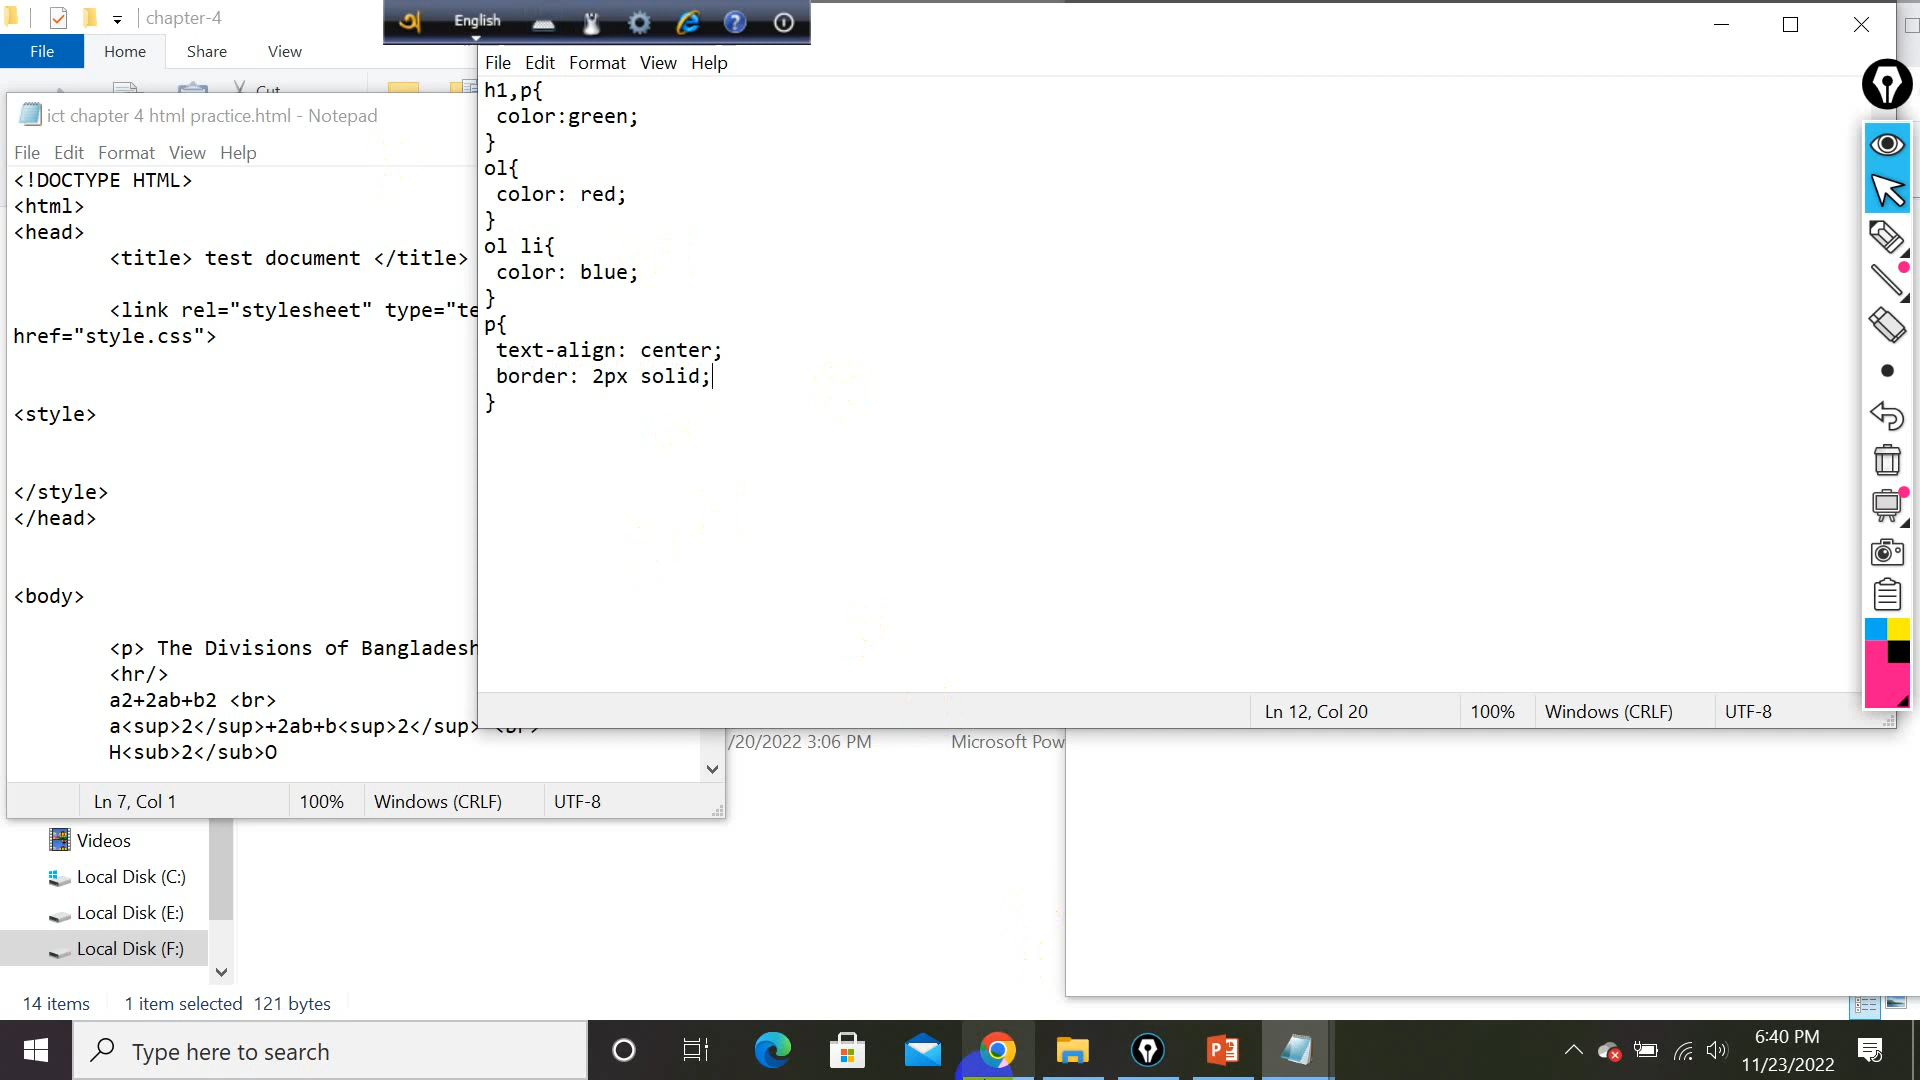 chapter-4
অ English
File Home Share View
Cut
ict chapter 4 html practice.html - Notepad
File Edit Format View Help
<!DOCTYPE HTML>
<html>
<head>
<title> test document </title>
<link rel="stylesheet" type="te
href="style.css">
<style>
</style>
</head>
<body>
<p> The Divisions of Bangladesh
<hr/>
a2+2ab+b2 <br>
a<sup>2</sup>+2ab+b<sup>2</sup> <br>
H<sub>2</sub>O
Ln 7, Col 1 100% Windows (CRLF) UTF-8
File Edit Format View Help
h1,p{
color:green;
}
ol{
color: red;
}
ol li{
color: blue;
}
p{
text-align: center;
border: 2px solid;
}
Ln 12, Col 20 100% Windows (CRLF) UTF-8
/20/2022 3:06 PM Microsoft Pow
Videos
Local Disk (C:)
Local Disk (E:)
Local Disk (F:)
14 items 1 item selected 121 bytes
Type here to search
6:40 PM
11/23/2022